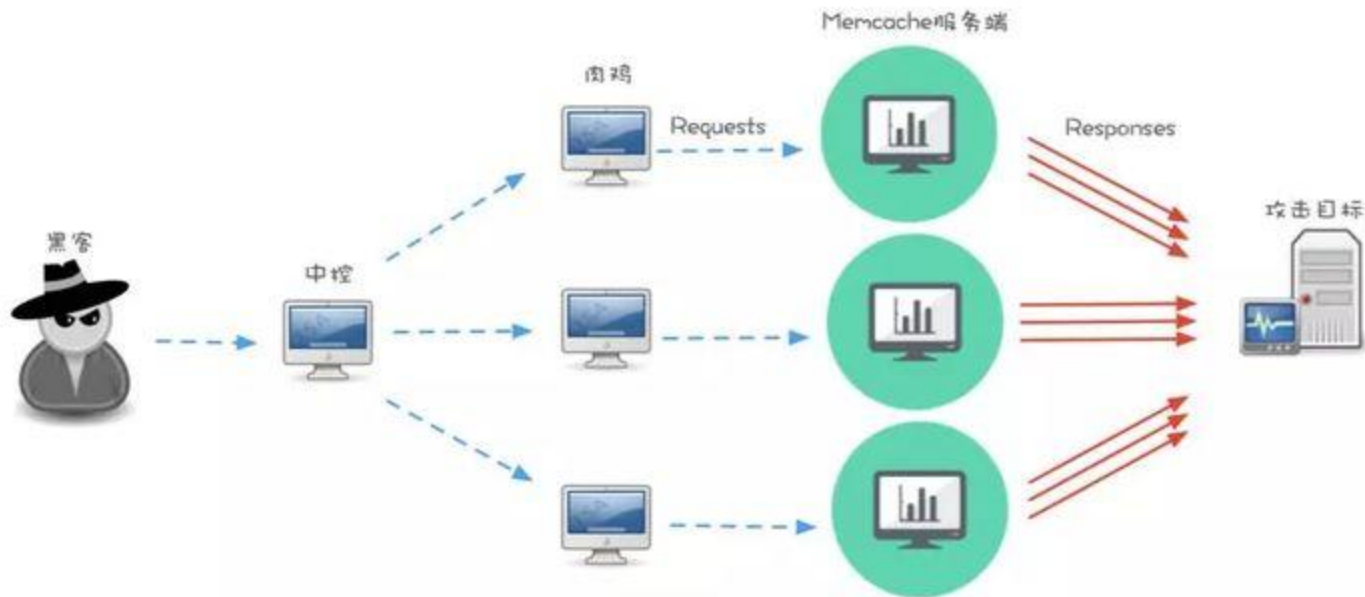 Memcache服务端
肉鸡
Requests
Responses
攻击目标
黑客
中控